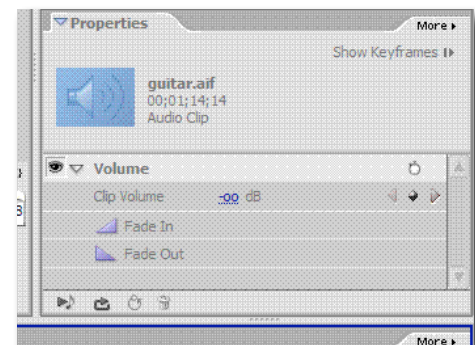 Properties
More
Show Keyframes
guitar.aif
00;01;14;14
Audio Clip
Volume
Clip Volume -oo dB
Fade In
Fade Out
More